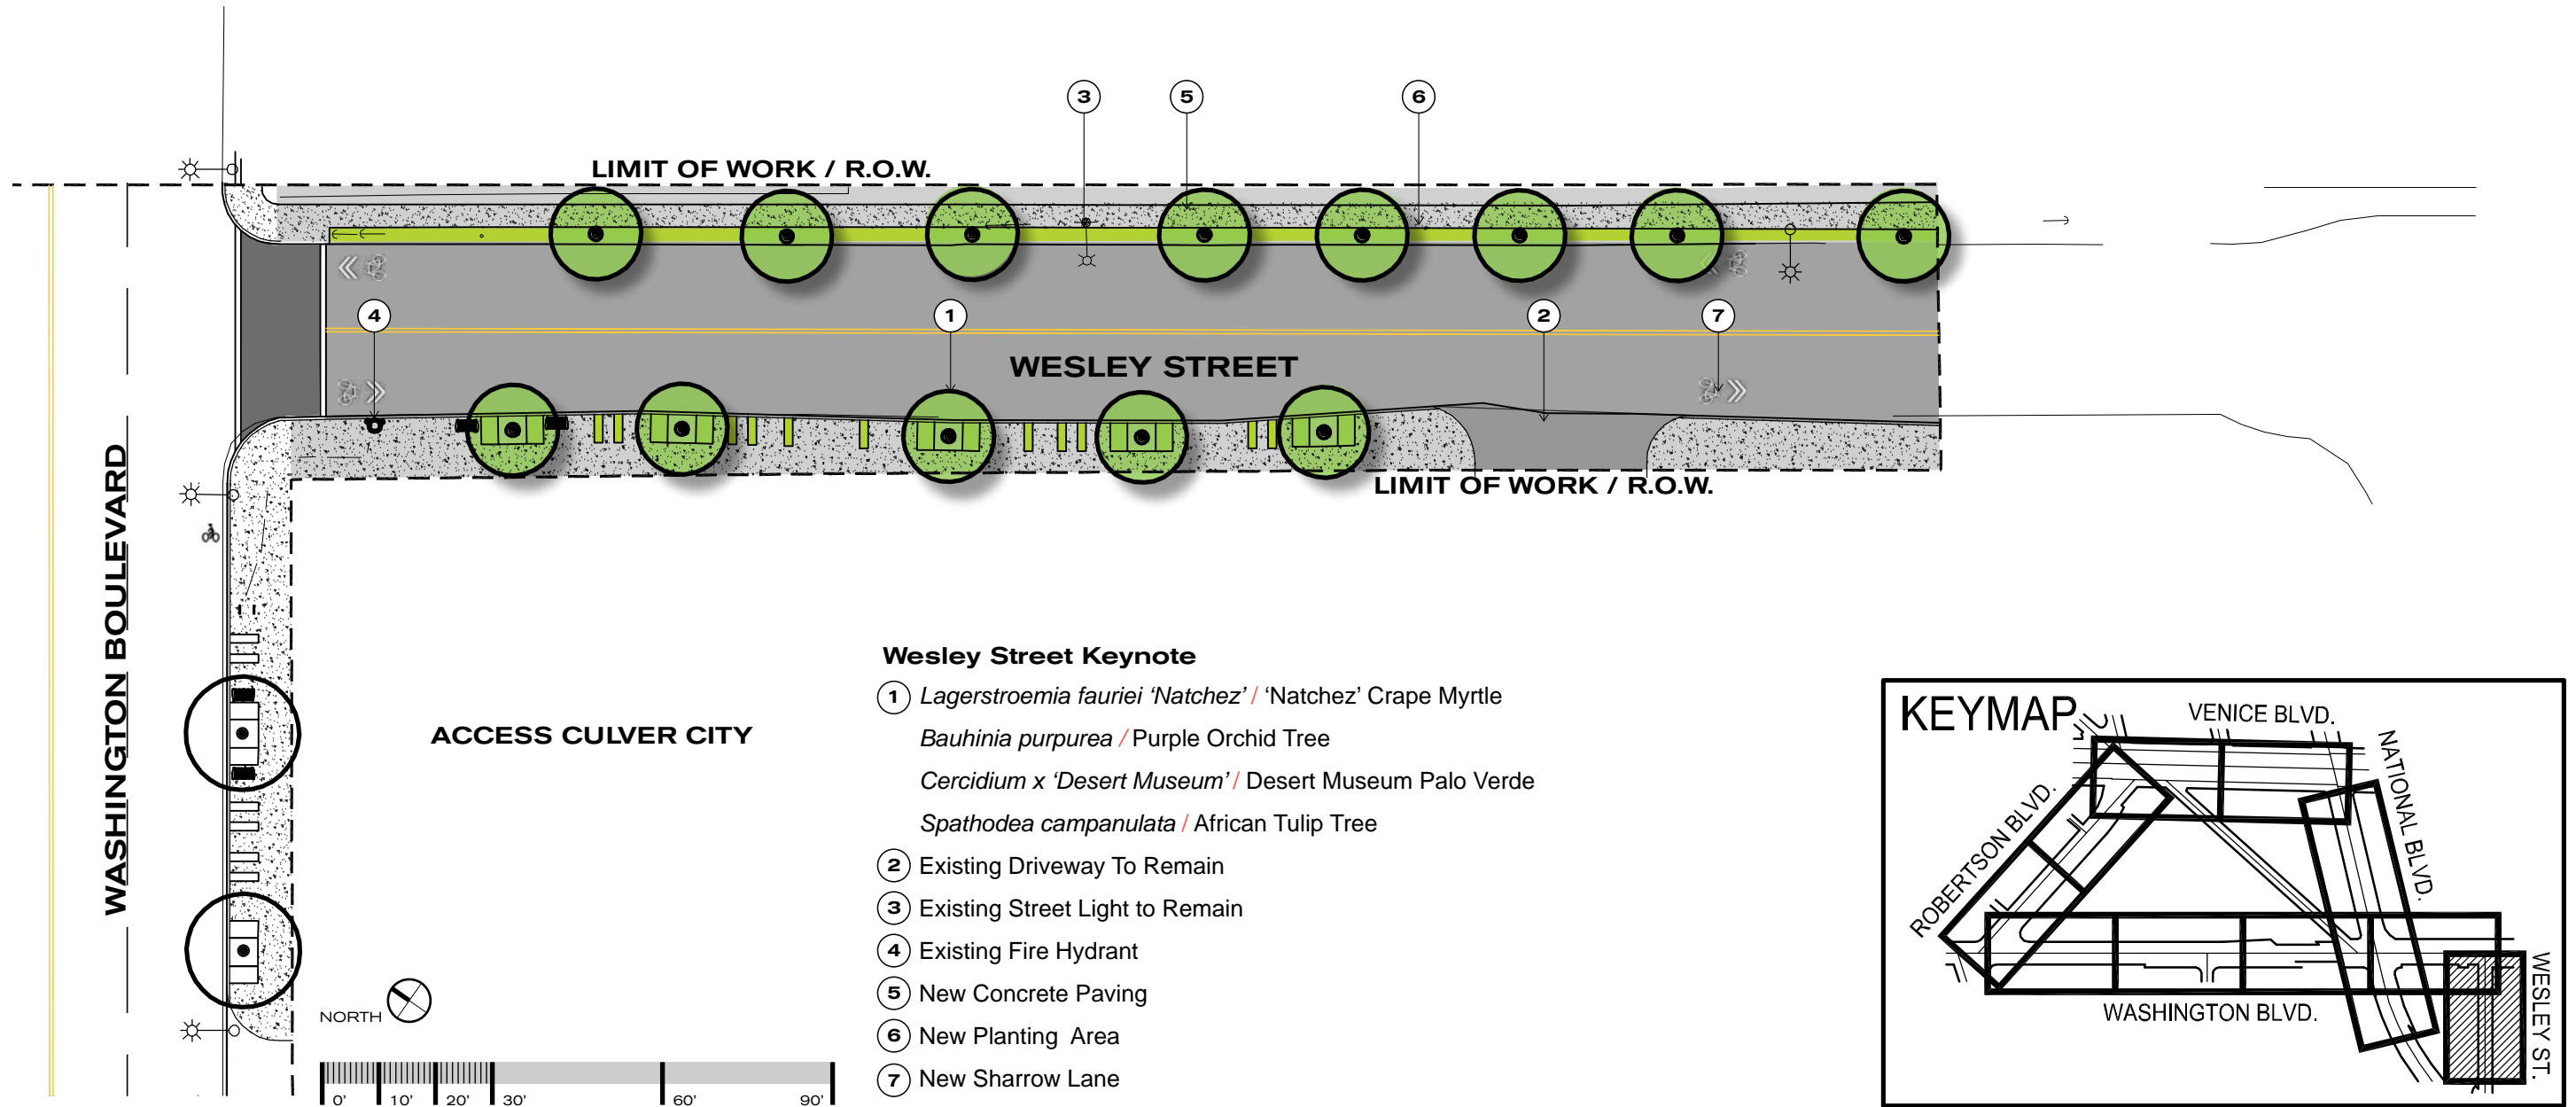 3
5
6
LIMIT OF WORK / R.O.W.
4
1
2
7
WESLEY STREET
LIMIT OF WORK / R.O.W.
WASHINGTON BOULEVARD
ACCESS CULVER CITY
NORTH
0' 10' 20' 30' 60' 90'
Wesley Street Keynote
1 Lagerstroemia fauriei ‘Natchez’ / ‘Natchez’ Crape Myrtle
Bauhinia purpurea / Purple Orchid Tree
Cercidium x ‘Desert Museum’ / Desert Museum Palo Verde
Spathodea campanulata / African Tulip Tree
2 Existing Driveway To Remain
3 Existing Street Light to Remain
4 Existing Fire Hydrant
5 New Concrete Paving
6 New Planting Area
7 New Sharrow Lane
KEYMAP
VENICE BLVD.
NATIONAL BLVD.
ROBERTSON BLVD.
WASHINGTON BLVD.
WESLEY ST.